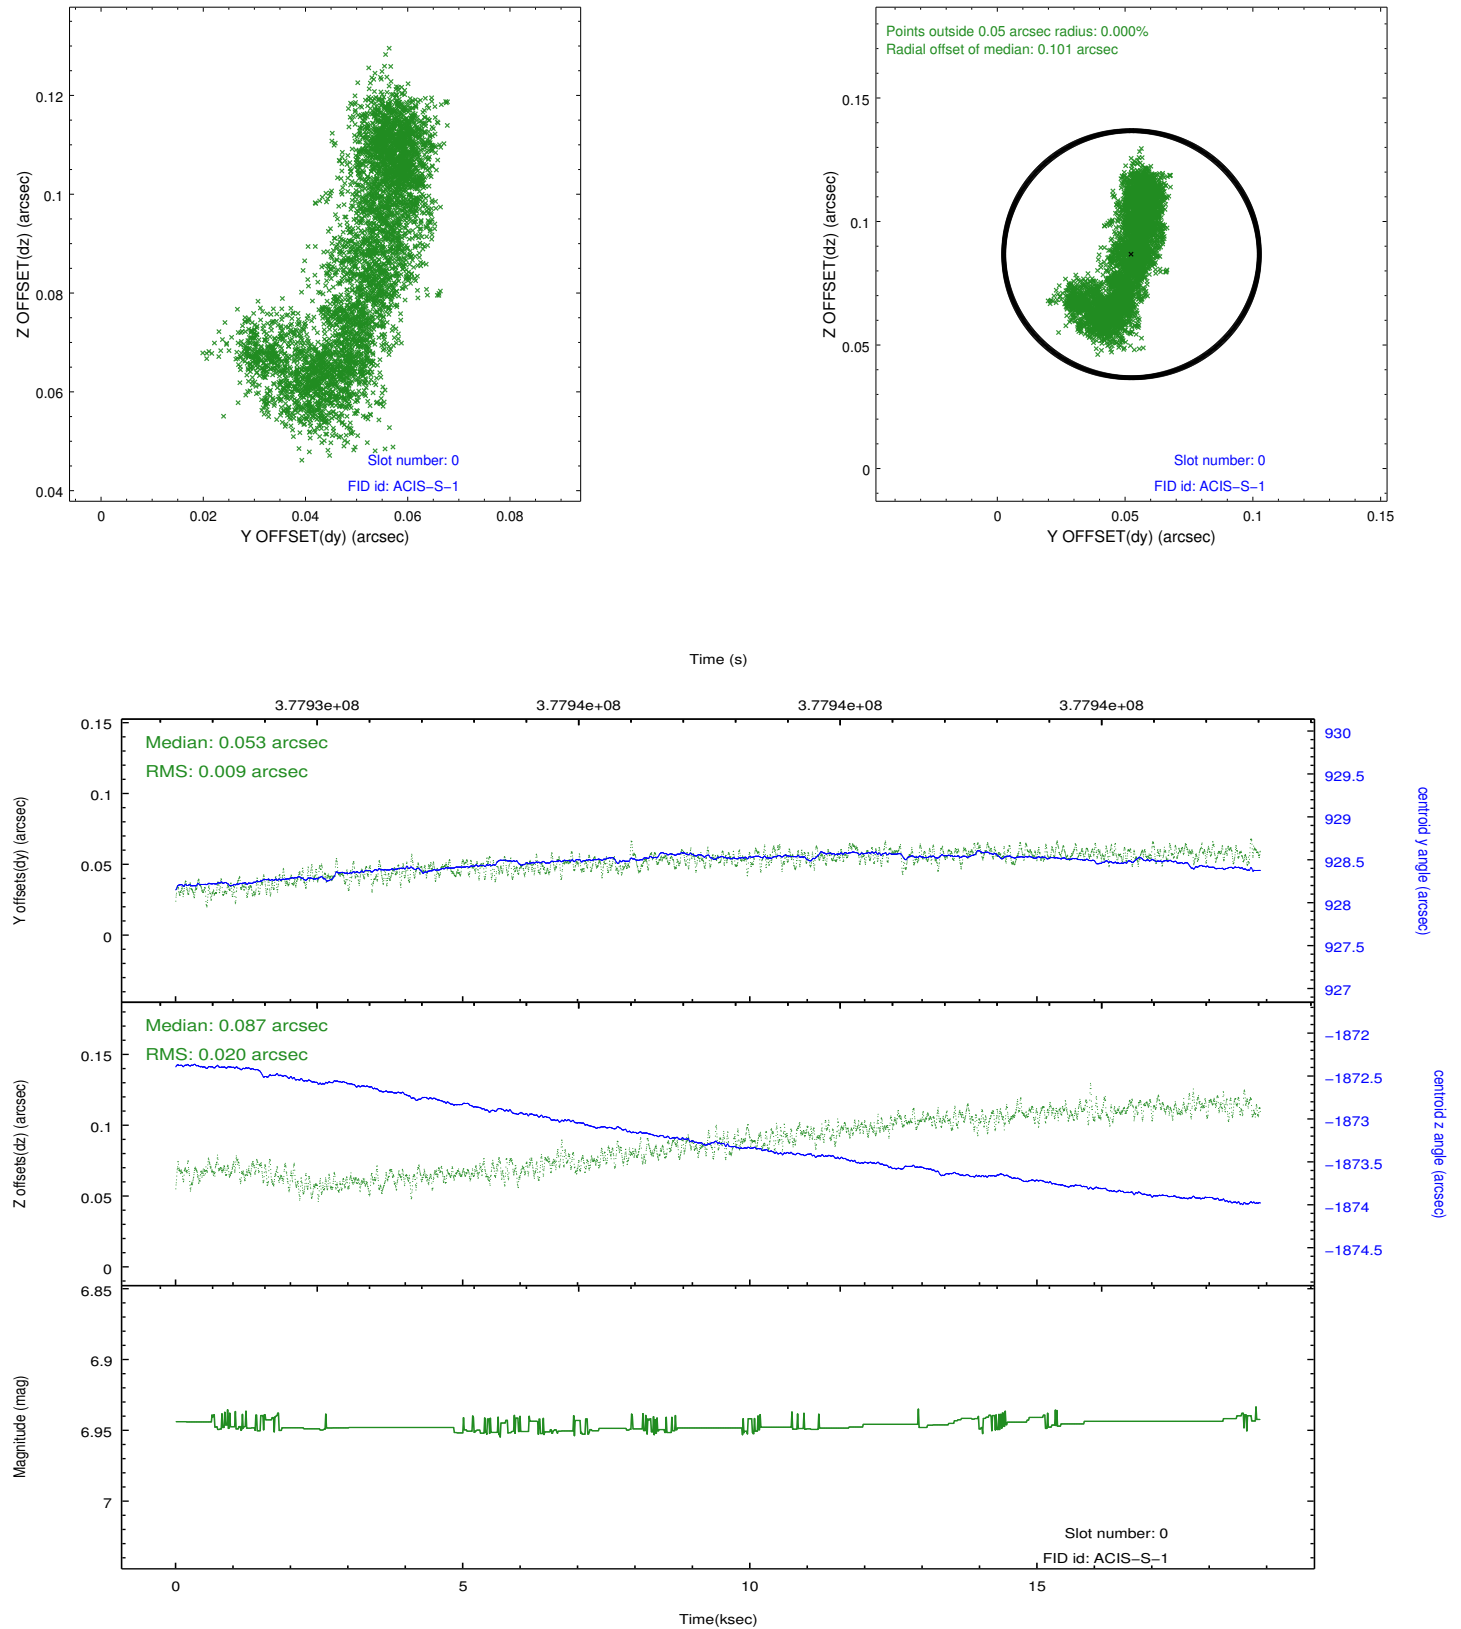 Z OFFSET(dz) (arcsec)
0.12
0.1
0.08
0.06
0.04
0
0.02
0.04
0.06
0.08
Y OFFSET(dy) (arcsec)
Slot number: 0
FID id: ACIS−S−1
Points outside 0.05 arcsec radius: 0.000%
Radial offset of median: 0.101 arcsec
Z OFFSET(dz) (arcsec)
0.15
0.1
0.05
0
0
0.05
0.1
0.15
Y OFFSET(dy) (arcsec)
Slot number: 0
FID id: ACIS−S−1
Time (s)
3.7793e+08
3.7794e+08
3.7794e+08
3.7794e+08
Median: 0.053 arcsec
RMS: 0.009 arcsec
Y offsets(dy) (arcsec)
0.15
0.1
0.05
0
930
929.5
929
928.5
928
927.5
927
centroid y angle (arcsec)
Median: 0.087 arcsec
RMS: 0.020 arcsec
Z offsets(dz) (arcsec)
0.15
0.1
0.05
0
−1872
−1872.5
−1873
−1873.5
−1874
−1874.5
centroid z angle (arcsec)
Magnitude (mag)
6.85
6.9
6.95
7
Slot number: 0
FID id: ACIS−S−1
0
5
10
15
Time(ksec)